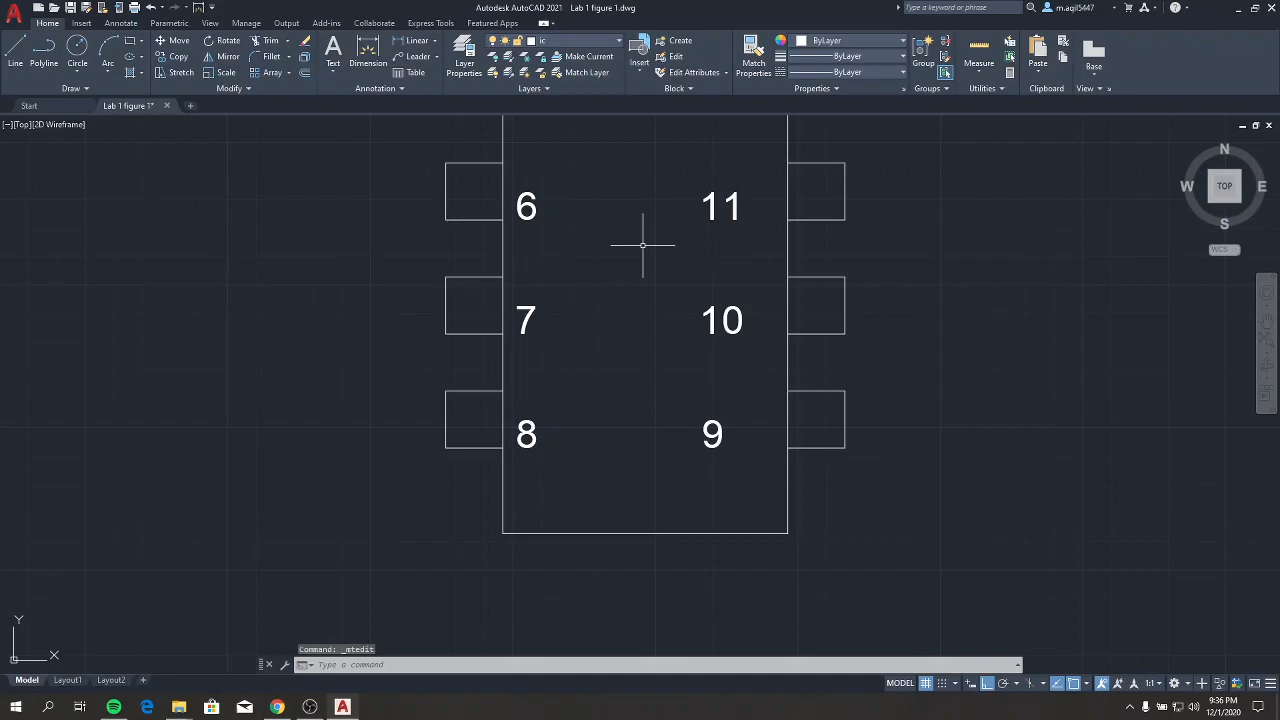 Autodesk AutoCAD 2021 Lab 1 figure 1.dwg
Type a keyword or phrase
m.aqil5447
Home Insert Annotate Parametric View Manage Output Add-ins Collaborate Express Tools Featured Apps
Line Polyline Circle Arc
Move Rotate Trim
Copy Mirror Fillet
Stretch Scale Array
Text Dimension
Linear
Leader
Table
Layer Properties
ic
Make Current
Match Layer
Insert
Create
Edit
Edit Attributes
Match Properties
ByLayer
ByLayer
ByLayer
Group
Measure
Paste
Base
Draw Modify Annotation Layers Block Properties Groups Utilities Clipboard View
Start Lab 1 figure 1*
[−][Top][2D Wireframe]
N
W TOP E
S
WCS
6 11
7 10
8 9
Y
X
Command: _mtedit
Type a command
Model Layout1 Layout2
MODEL 1:1
9:36 PM
12/1/2020